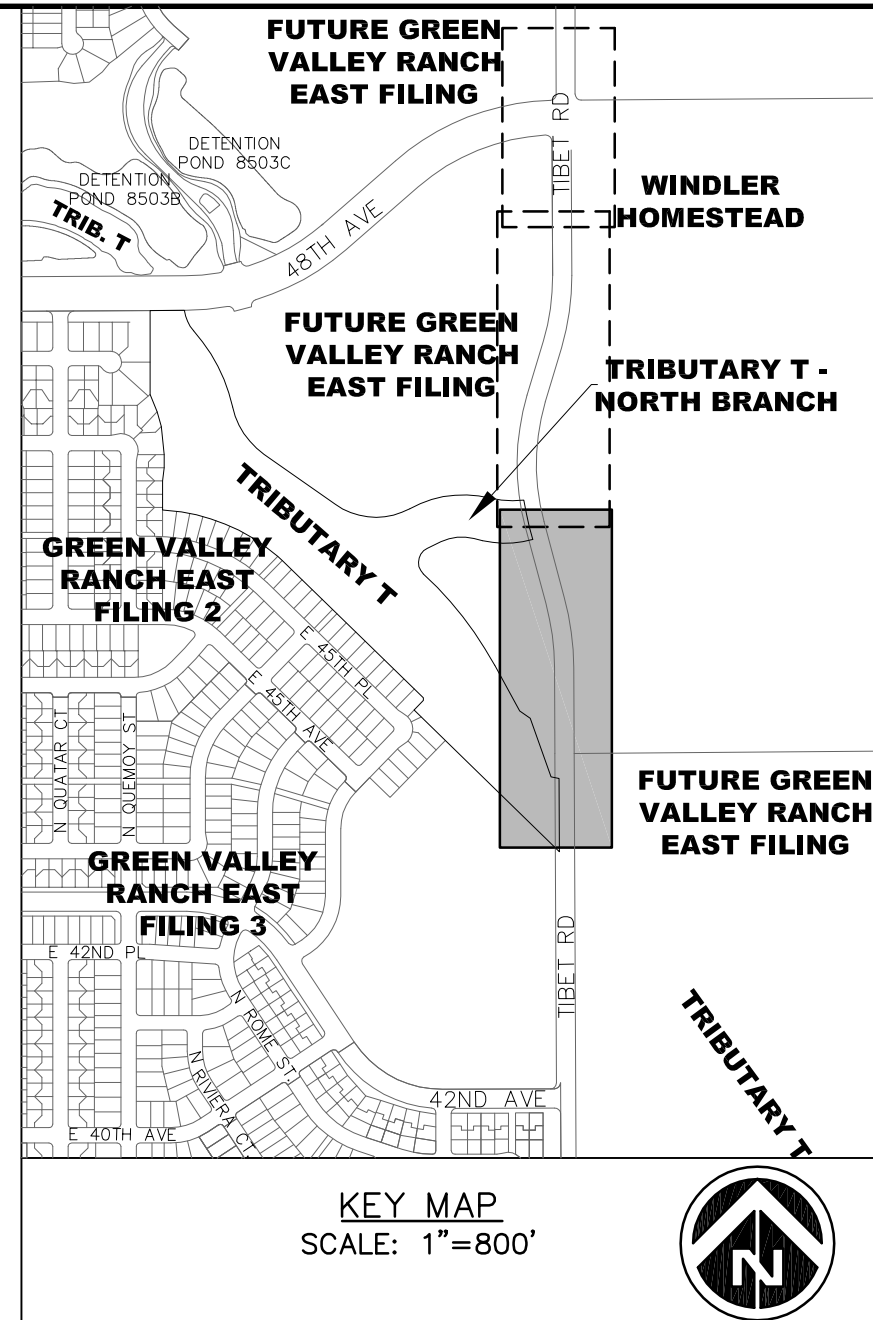 FUTURE GREEN
VALLEY RANCH
EAST FILING
TIBET RD
DETENTION
POND 8503C
DETENTION
POND 8503B
TRIB. T
WINDLER
HOMESTEAD
48TH AVE
FUTURE GREEN
VALLEY RANCH
EAST FILING
TRIBUTARY T -
NORTH BRANCH
TRIBUTARY T
GREEN VALLEY
RANCH EAST
FILING 2
E 45TH PL
E 45TH AVE
N QUATAR CT
N QUEMOY ST
FUTURE GREEN
VALLEY RANCH
EAST FILING
GREEN VALLEY
RANCH EAST
FILING 3
E 42ND PL
N ROME ST.
N RIVIERA CT
TIBET RD
TRIBUTARY T
42ND AVE
E 40TH AVE
KEY MAP
SCALE: 1"=800'
N